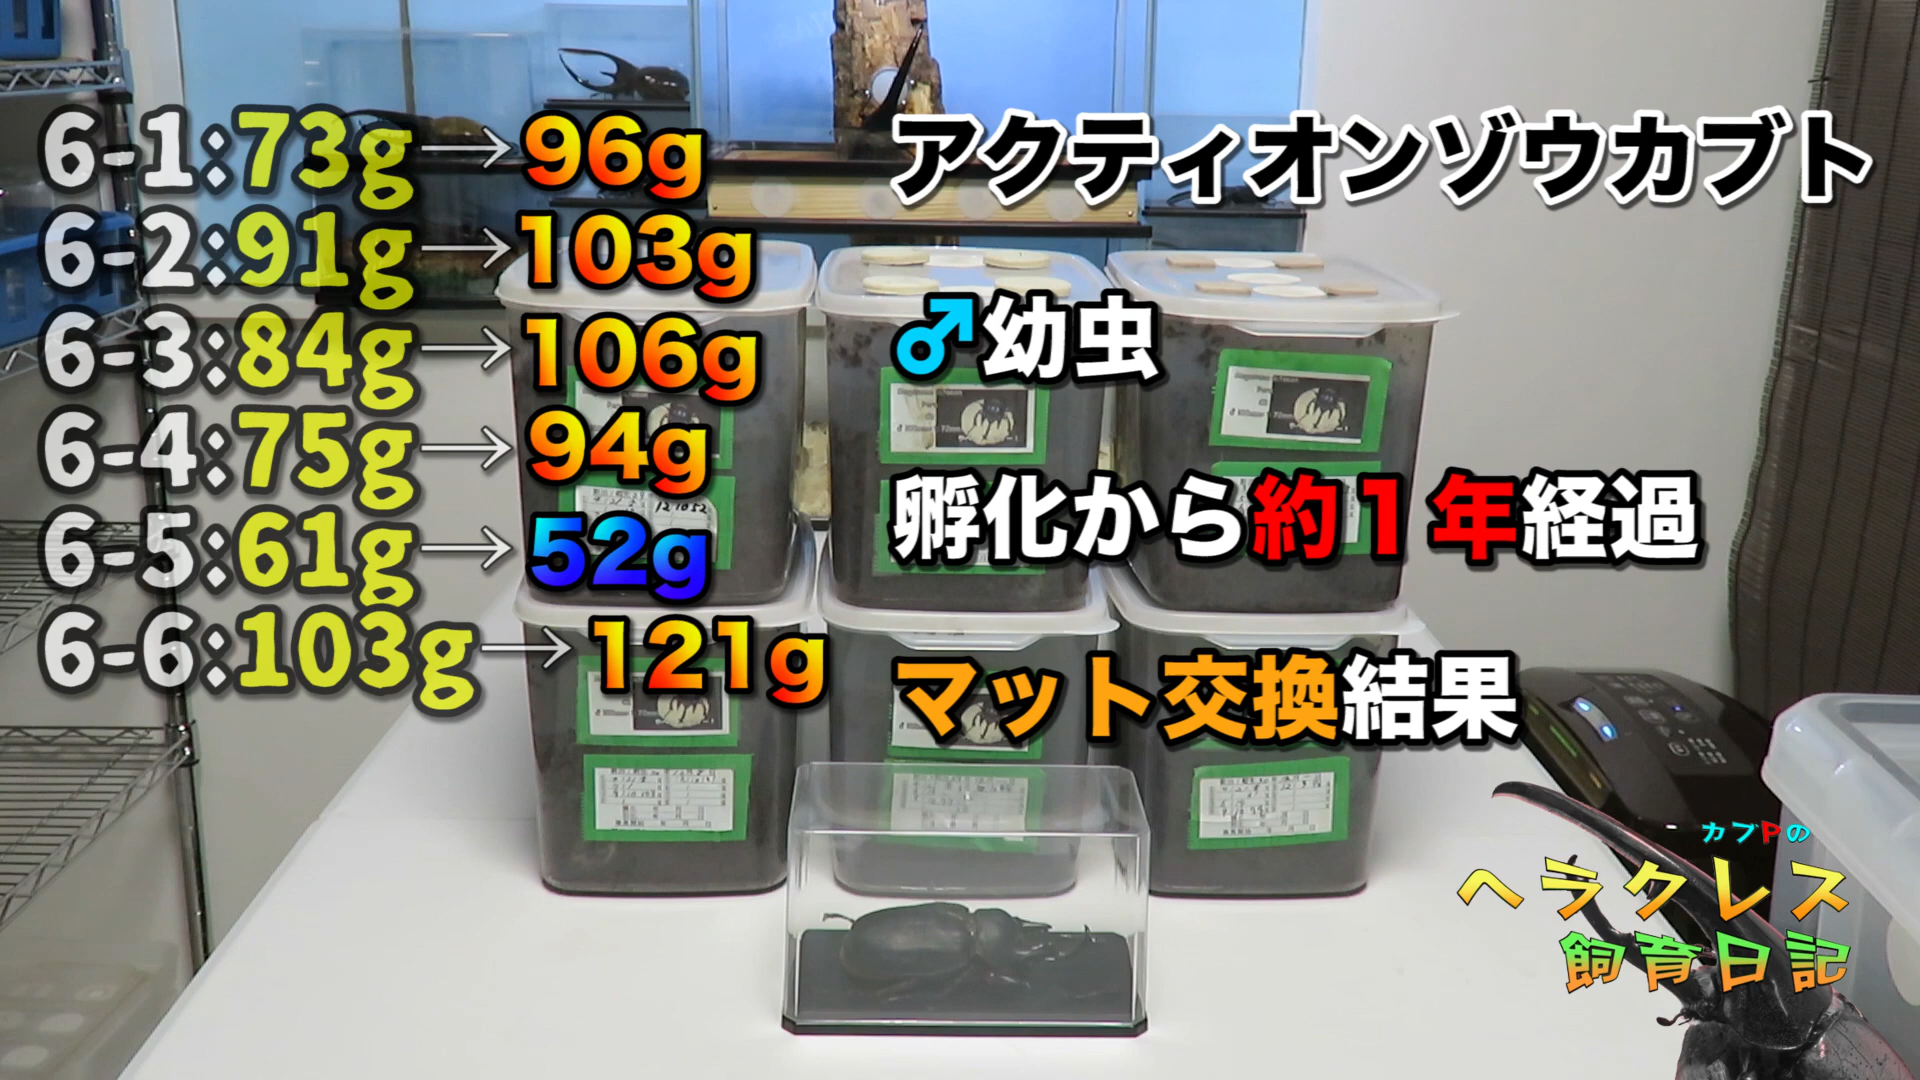 6-1:73g→96g
6-2:91g→103g
6-3:84g→106g
6-4:75g→94g
6-5:61g→52g
6-6:103g→121g
アクティオンゾウカブト
♂幼虫
孵化から約1年経過
マット交換結果
カブPの
ヘラクレス
飼育日記